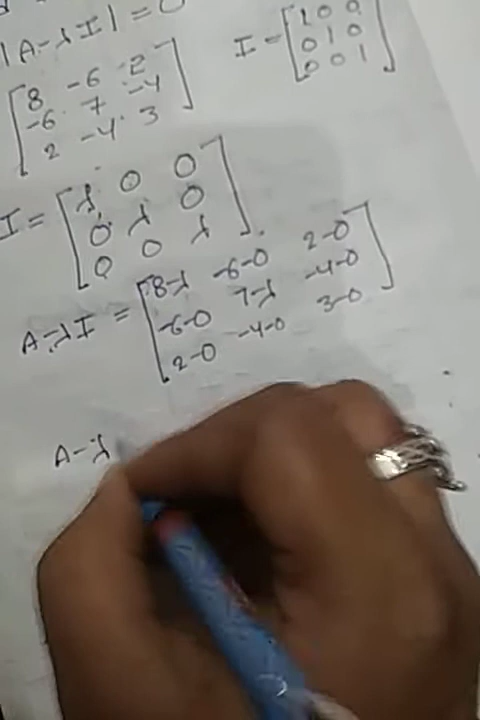 |A-λI|=0
I = [1 0 0
0 1 0
0 0 1]
[8 -6 2
-6 7 -4
2 -4 3]
I = [λ 0 0
0 λ 0
0 0 λ].
A-λI = [8-λ -6-0 2-0
-6-0 7-λ -4-0
2-0 -4-0 3-0]
A-λ